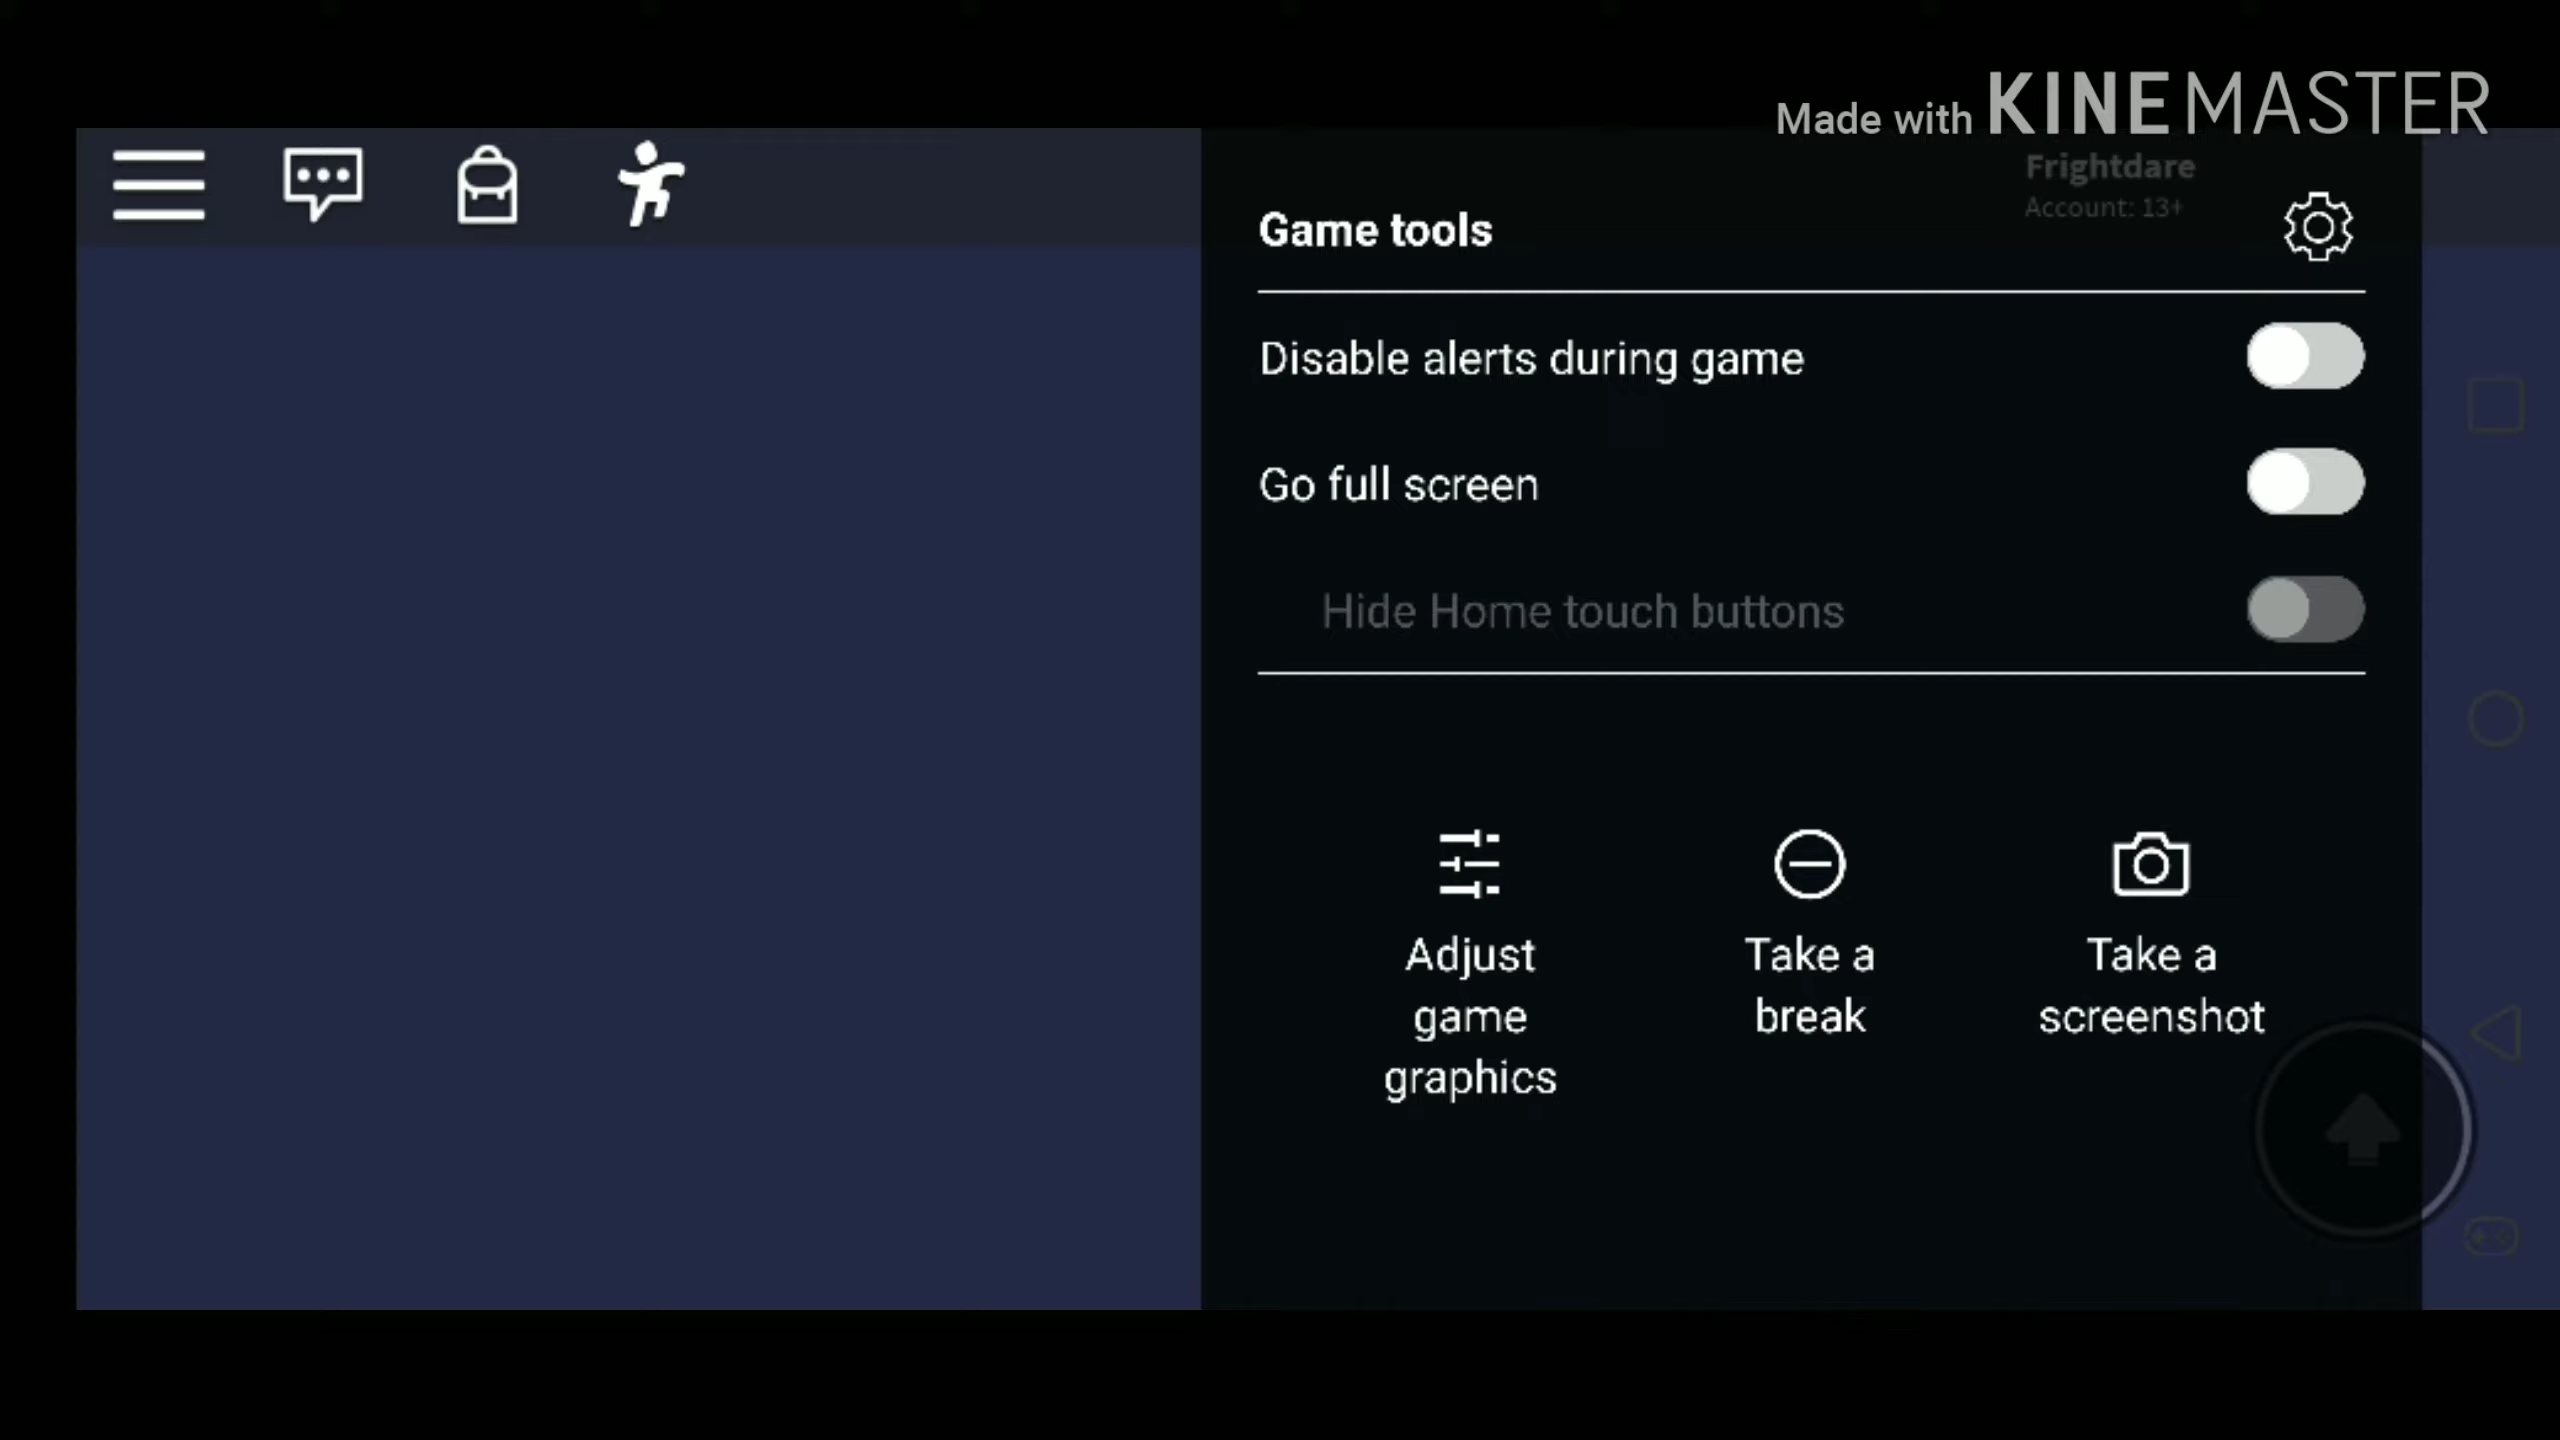 Made with KINEMASTER
Frightdare
Account: 13+
Game tools
Disable alerts during game
Go full screen
Hide Home touch buttons
Adjust
game
graphics
Take a
break
Take a
screenshot